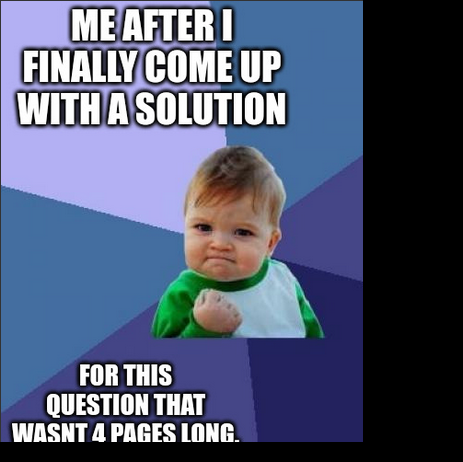 ME AFTER I
FINALLY COME UP
WITH A SOLUTION
FOR THIS
QUESTION THAT
WASNT 4 PAGES LONG.